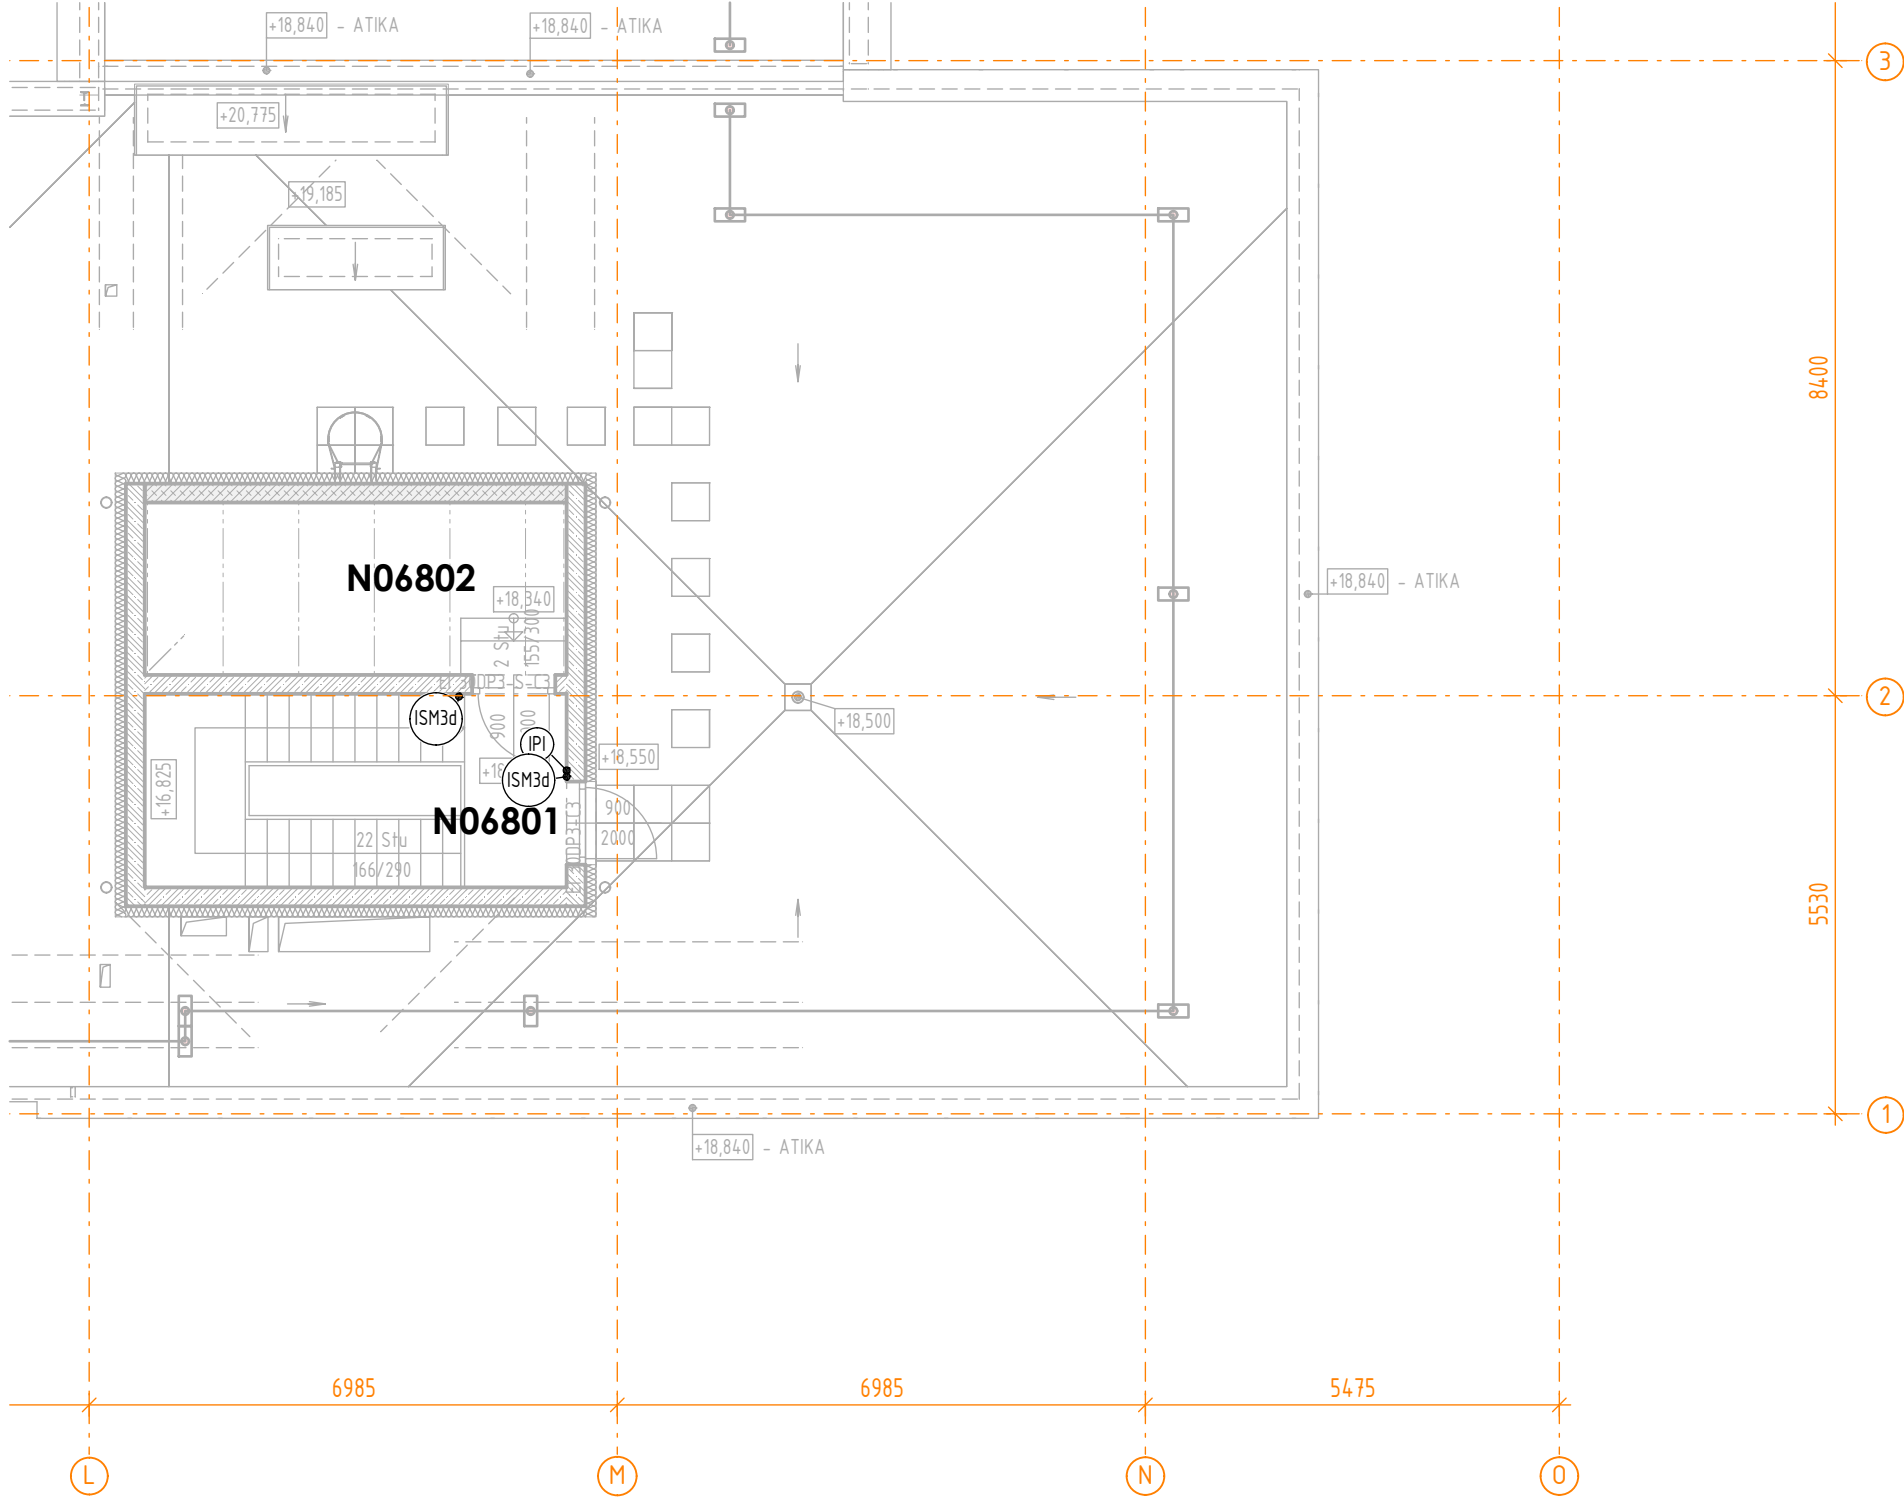 +18,840 - ATIKA
+18,840 - ATIKA
3
+20,775
+19,185
8400
N06802
+18,840 - ATIKA
+18,340
2 Stu
155/300
2
ISM3d
900
+18,500
IPI
+18,550
ISM3d
+16,825
N06801
900
2000
22 Stu
166/290
5530
1
+18,840 - ATIKA
6985
6985
5475
L
M
N
O